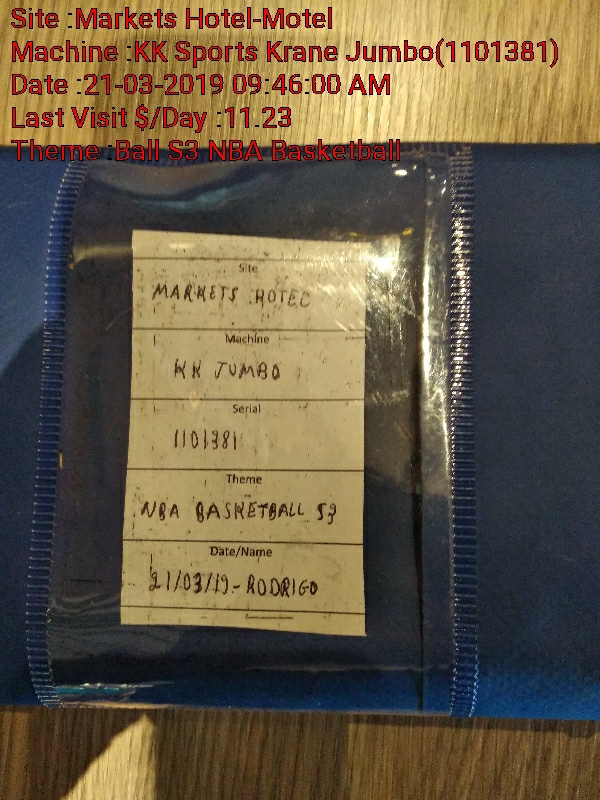 Site :Markets Hotel-Motel
Machine :KK Sports Krane Jumbo(1101381)
Date :21-03-2019 09:46:00 AM
Last Visit $/Day :11.23
Theme :Ball S3 NBA Basketball
Site
MARKETS HOTEL
Machine
KK JUMBO
Serial
1101381
Theme
NBA BASKETBALL S3
Date/Name
21/03/19-RODRIGO